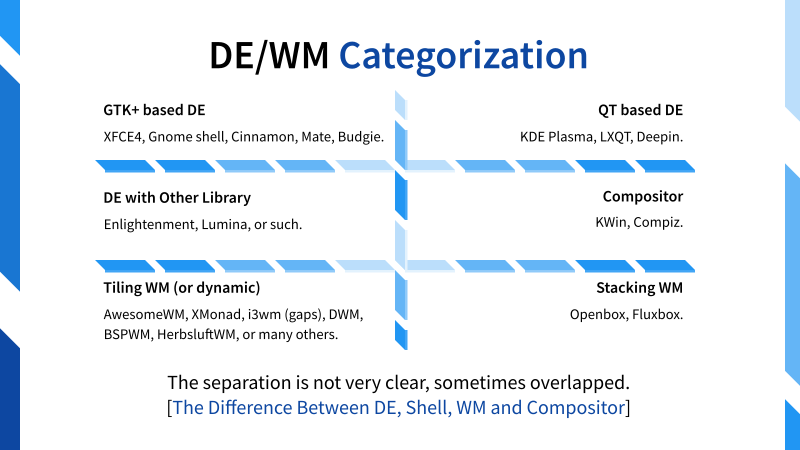 DE/WM Categorization
GTK+ based DE
XFCE4, Gnome shell, Cinnamon, Mate, Budgie.
QT based DE
KDE Plasma, LXQT, Deepin.
DE with Other Library
Enlightenment, Lumina, or such.
Compositor
KWin, Compiz.
Tiling WM (or dynamic)
AwesomeWM, XMonad, i3wm (gaps), DWM,
BSPWM, HerbsluftWM, or many others.
Stacking WM
Openbox, Fluxbox.
The separation is not very clear, sometimes overlapped.
[The Difference Between DE, Shell, WM and Compositor]